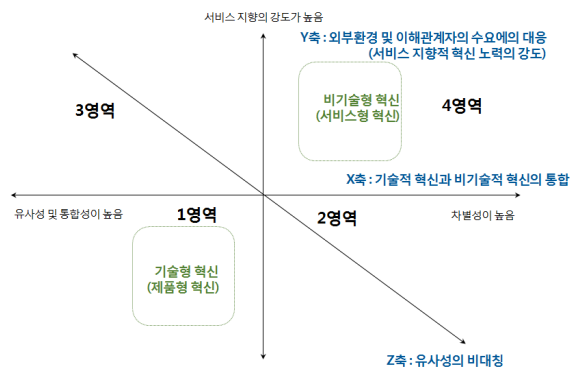 서비스 지향의 강도가 높음
Y축 : 외부환경 및 이해관계자의 수요에의 대응
(서비스 지향적 혁신 노력의 강도)
3영역
비기술형 혁신
(서비스형 혁신)
4영역
X축 : 기술적 혁신과 비기술적 혁신의 통합
유사성 및 통합성이 높음
1영역
2영역
차별성이 높음
기술형 혁신
(제품형 혁신)
Z축 : 유사성의 비대칭